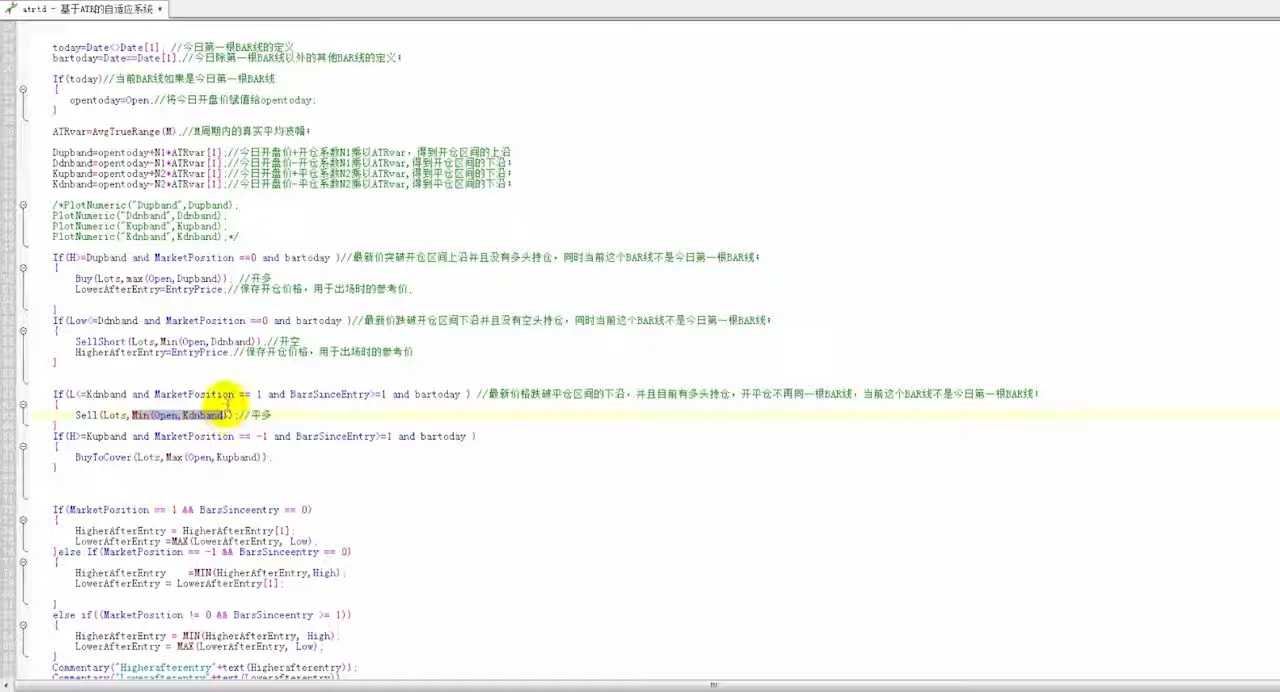 atrtd - 基于ATR的自适应系统
today=Date<>Date[1]; //今日第一根BAR线的定义
bartoday=Date==Date[1];//今日除第一根BAR线以外的其他BAR线的定义;
If(today)//当前BAR线如果是今日第一根BAR线
{
opentoday=Open;//将今日开盘价赋值给opentoday;
}
ATRvar=AvgTrueRange(M);//M周期内的真实平均波幅;
Dupband=opentoday+N1*ATRvar[1];//今日开盘价+开仓系数N1乘以ATRvar, 得到开仓区间的上沿
Ddnband=opentoday-N1*ATRvar[1];//今日开盘价-开仓系数N1乘以ATRvar,得到开仓区间的下沿;
Kupband=opentoday+N2*ATRvar[1];//今日开盘价+平仓系数N2乘以ATRvar,得到平仓区间的上沿;
Kdnband=opentoday-N2*ATRvar[1];//今日开盘价-平仓系数N2乘以ATRvar,得到平仓区间的下沿;
/*PlotNumeric("Dupband",Dupband);
PlotNumeric("Ddnband",Ddnband);
PlotNumeric("Kupband",Kupband);
PlotNumeric("Kdnband",Kdnband);*/
If(H>=Dupband and MarketPosition ==0 and bartoday )//最新价突破开仓区间上沿并且没有多头持仓, 同时当前这个BAR线不是今日第一根BAR线;
{
Buy(Lots,max(Open,Dupband)); //开多
LowerAfterEntry=EntryPrice;//保存开仓价格, 用于出场时的参考价.
}
If(Low<=Ddnband and MarketPosition ==0 and bartoday )//最新价跌破开仓区间下沿并且没有空头持仓, 同时当前这个BAR线不是今日第一根BAR线;
{
SellShort(Lots,Min(Open,Ddnband));//开空
HigherAfterEntry=EntryPrice;//保存开仓价格, 用于出场时的参考价
}
If(L<=Kdnband and MarketPosition == 1 and BarsSinceEntry>=1 and bartoday ) //最新价格跌破平仓区间的下沿, 并且目前有多头持仓, 开平仓不再同一根BAR线, 当前这个BAR线不是今日第一根BAR线;
{
Sell(Lots,Min(Open,Kdnband));//平多
}
If(H>=Kupband and MarketPosition == -1 and BarsSinceEntry>=1 and bartoday )
{
BuyToCover(Lots,Max(Open,Kupband));
}
If(MarketPosition == 1 && BarsSinceentry == 0)
{
HigherAfterEntry = HigherAfterEntry[1];
LowerAfterEntry =MAX(LowerAfterEntry, Low);
}else If(MarketPosition == -1 && BarsSinceentry == 0)
{
HigherAfterEntry =MIN(HigherAfterEntry,High);
LowerAfterEntry = LowerAfterEntry[1];
}
else if((MarketPosition != 0 && BarsSinceentry >= 1))
{
HigherAfterEntry = MIN(HigherAfterEntry, High);
LowerAfterEntry = MAX(LowerAfterEntry, Low);
}
Commentary("Higherafterentry"+text(Higherafterentry));
Commentary("Lowerafterentry"+text(Lowerafterentry))